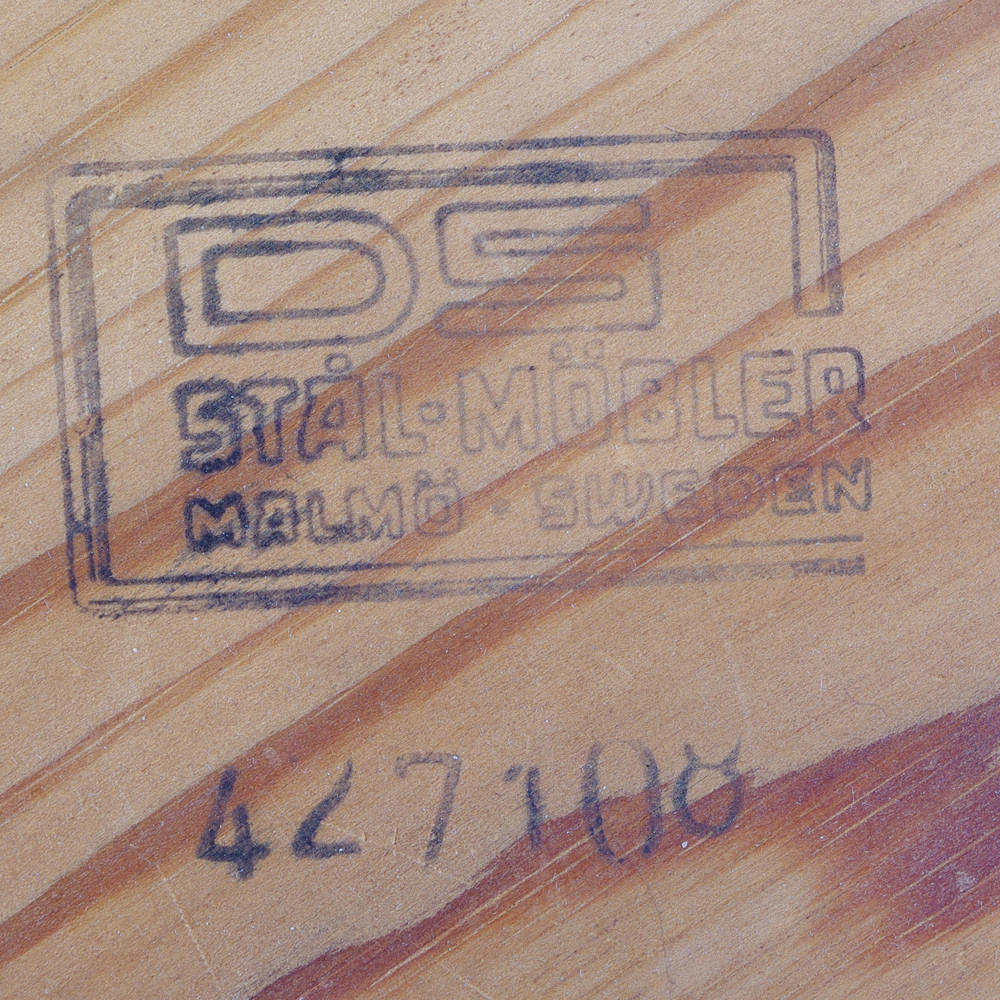 DS
STÅL-MÖBLER
MALMÖ · SWEDEN
427108